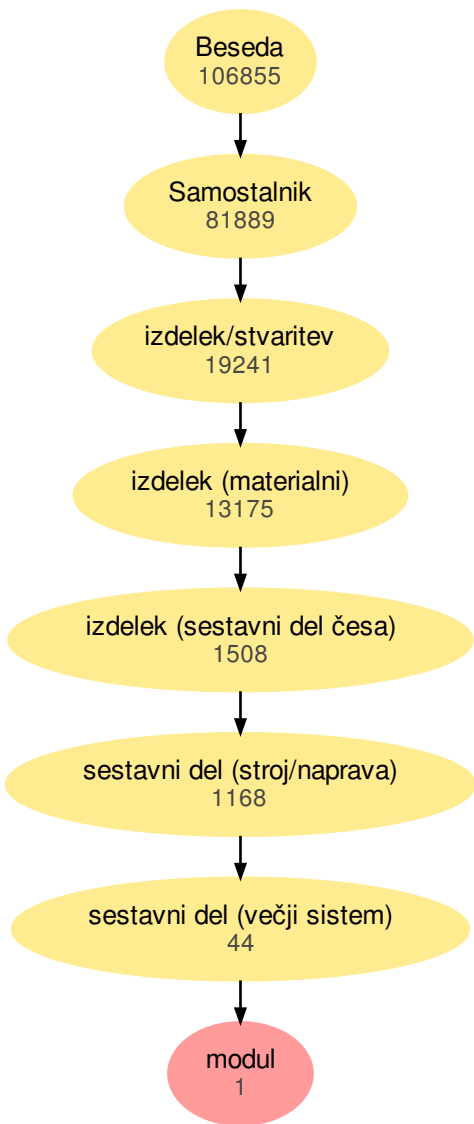 Beseda
106855
Samostalnik
81889
izdelek/stvaritev
19241
izdelek (materialni)
13175
izdelek (sestavni del česa)
1508
sestavni del (stroj/naprava)
1168
sestavni del (večji sistem)
44
modul
1